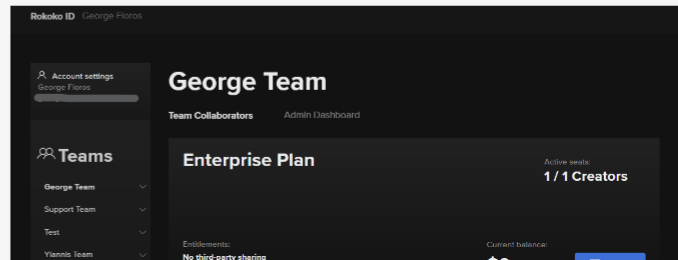 Rokoko ID George Floros
Account settings
George Floros
Teams
George Team
Support Team
Test
Yiannis Team
George Team
Team Collaborators Admin Dashboard
Enterprise Plan
Active seats:
1 / 1 Creators
Entitlements:
No third-party sharing
Current balance: